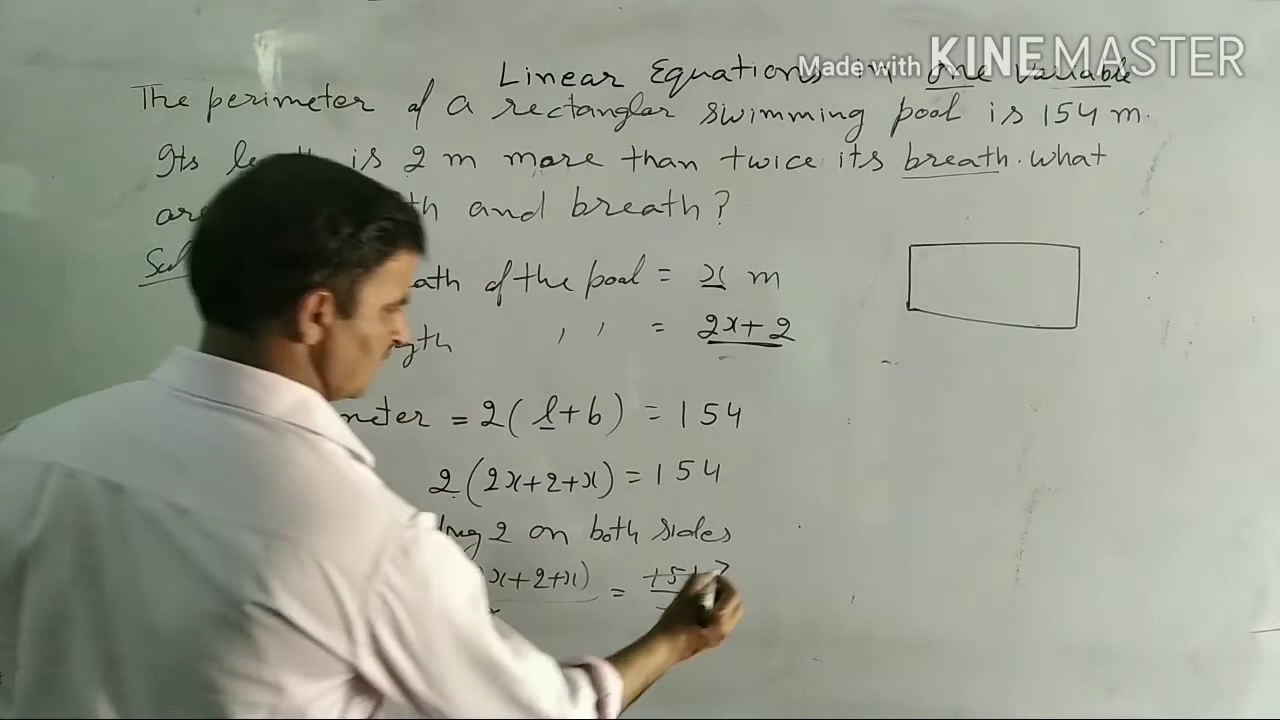 Made with KINEMASTER
Linear Equations in one variable
The perimeter of a rectanglar swimming pool is 154 m.
Its is 2 m more than twice its breath. What
are and breath?
of the pool = x m
,, = 2x+2
= 2(l+b) = 154
2(2x+2+x) = 154
2 on both sides
x+2+x) =